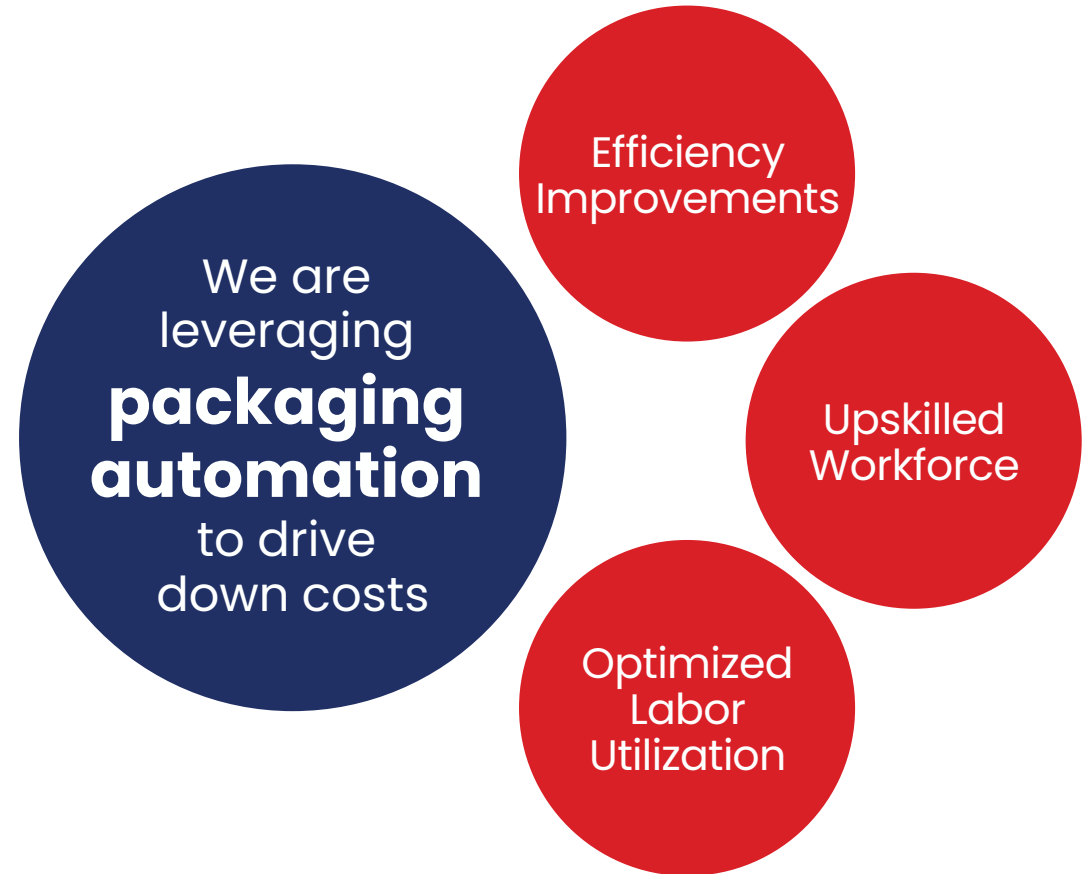 We are
leveraging
packaging
automation
to drive
down costs
Efficiency
Improvements
Upskilled
Workforce
Optimized
Labor
Utilization